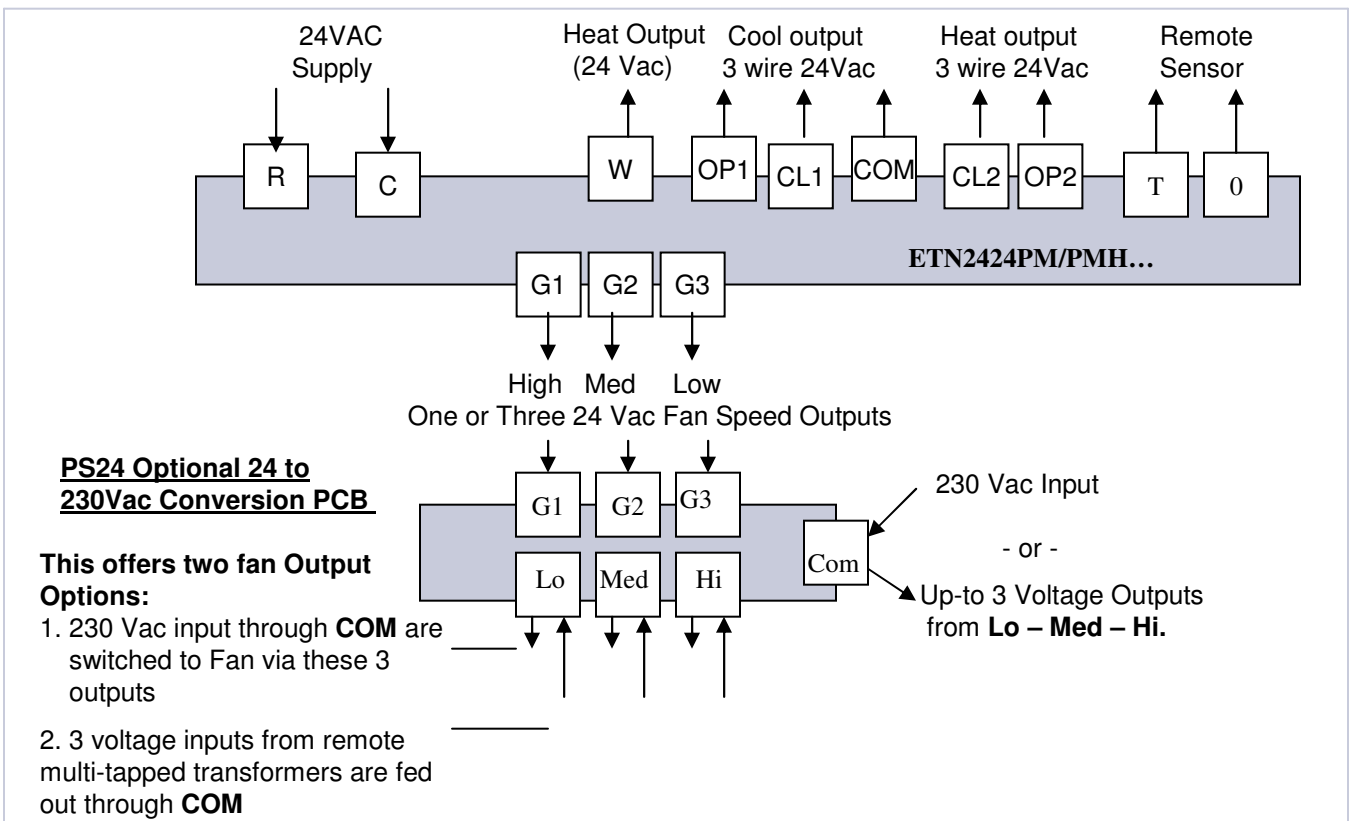 24VAC Supply
Heat Output (24 Vac)
Cool output 3 wire 24Vac
Heat output 3 wire 24Vac
Remote Sensor
R
C
W
OP1
CL1
COM
CL2
OP2
T
0
ETN2424PM/PMH…
G1
G2
G3
High
Med
Low
One or Three 24 Vac Fan Speed Outputs
PS24 Optional 24 to
230Vac Conversion PCB
G1
G2
G3
Com
Lo
Med
Hi
230 Vac Input
- or -
Up-to 3 Voltage Outputs
from Lo – Med – Hi.
This offers two fan Output
Options:
1. 230 Vac input through COM are
switched to Fan via these 3
outputs
2. 3 voltage inputs from remote
multi-tapped transformers are fed
out through COM